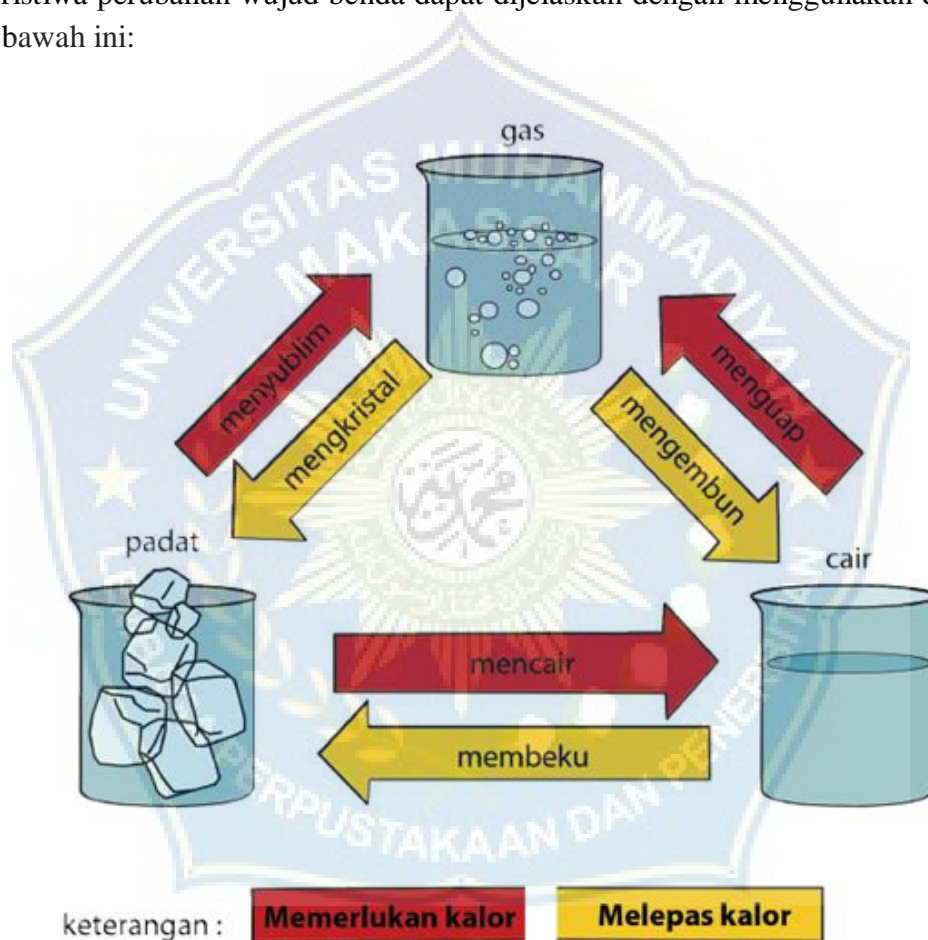 ristiwa perubahan wujud benda dapat dijelaskan dengan menggunakan
bawah ini:
gas
UNIVERSITAS MUHAMMADIYAH
MAKASSAR
menyublim
mengkristal
menguap
mengembun
padat
cair
mencair
membeku
PERPUSTAKAAN DAN PENERBITAN
keterangan :
Memerlukan kalor
Melepas kalor